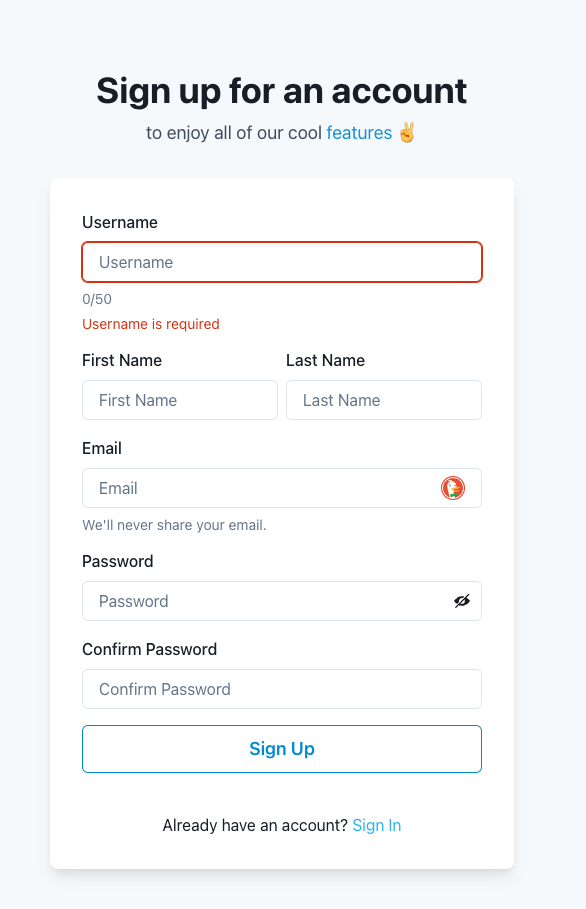 Sign up for an account
to enjoy all of our cool features ✌️
Username
Username
0/50
Username is required
First Name Last Name
First Name Last Name
Email
Email
We'll never share your email.
Password
Password
Confirm Password
Confirm Password
Sign Up
Already have an account? Sign In